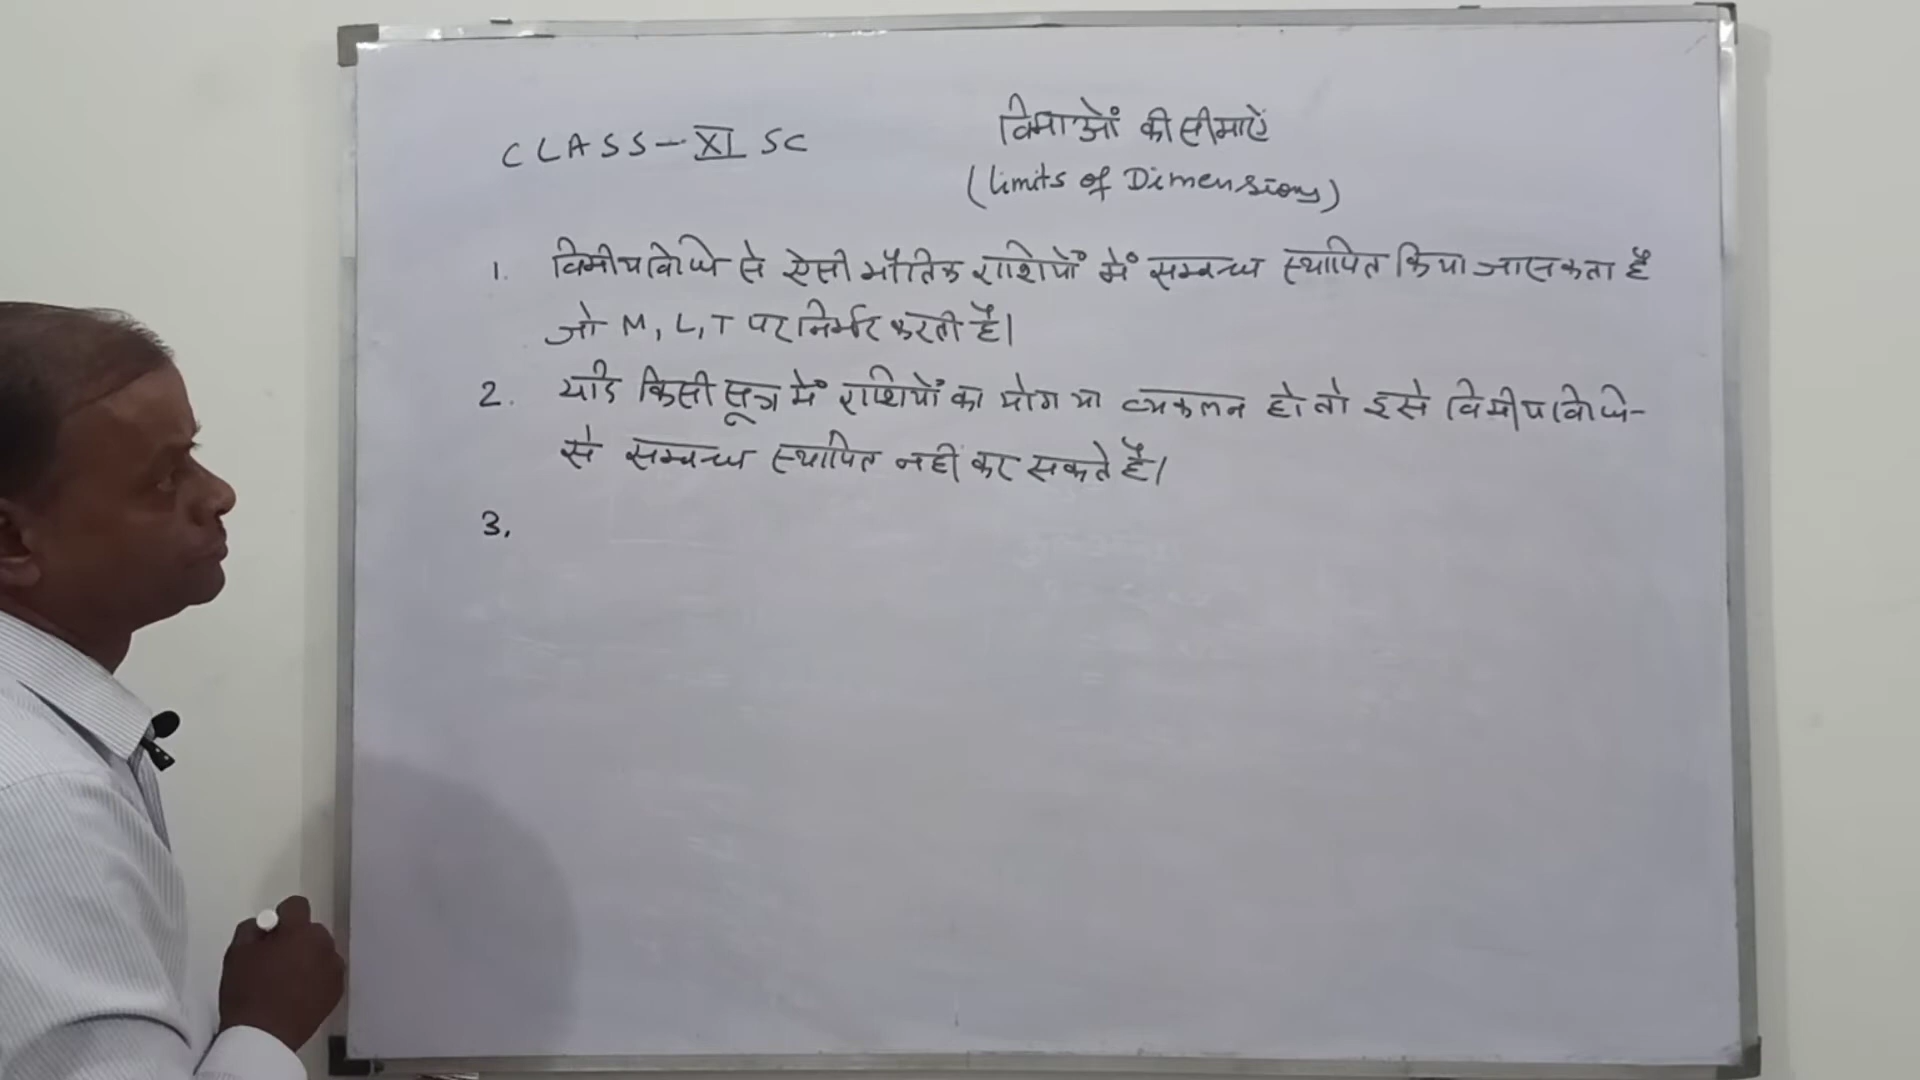 CLASS-XI SC
विमाओं की सीमाऐं
(Limits of Dimensions)
1. विमीय विधि से ऐसी भौतिक राशियों में सम्बन्ध स्थापित किया जा सकता है
जो M, L, T पर निर्भर करती है।
2. यदि किसी सूत्र में राशियों का योग या व्यकलन हो तो इसे विमीय विधि-
से सम्बन्ध स्थापित नहीं कर सकते है।
3.